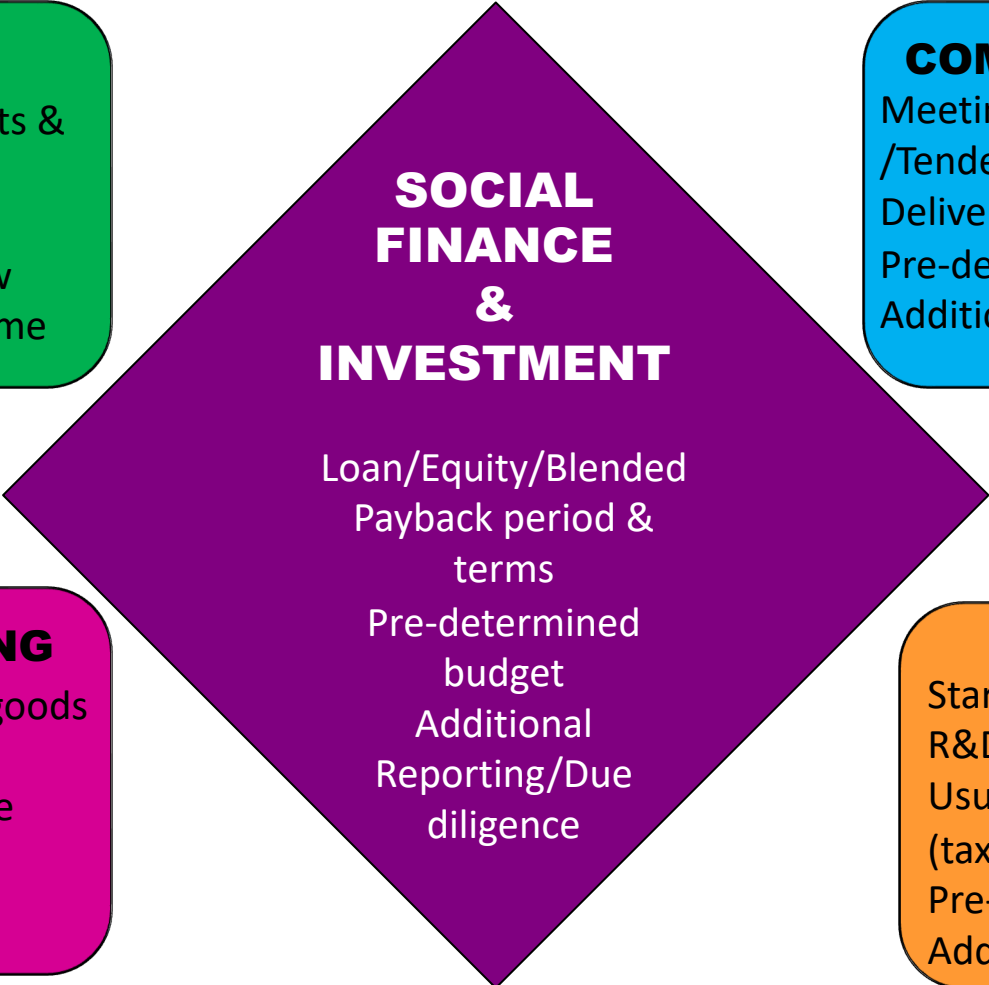 ts &
w
me
SOCIAL
FINANCE
&
INVESTMENT
Loan/Equity/Blended
Payback period &
terms
Pre-determined
budget
Additional
Reporting/Due
diligence
COM
Meetin
/Tende
Delive
Pre-de
Additio
NG
goods
e
Star
R&D
Usu
(tax
Pre-
Add